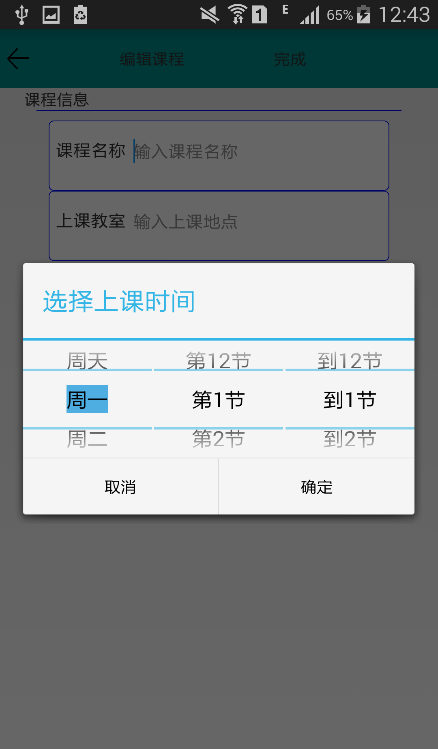 1 E 65% 12:43
编辑课程 完成
课程信息
课程名称 输入课程名称
上课教室 输入上课地点
选择上课时间
周天 第12节 到12节
周一 第1节 到1节
周二 第2节 到2节
取消 确定